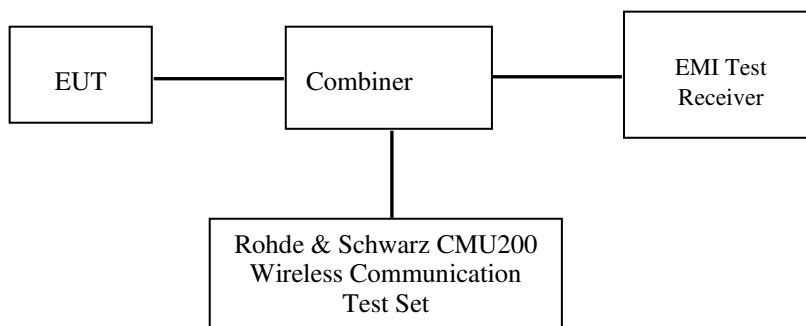 EUT
Combiner
EMI Test
Receiver
Rohde & Schwarz CMU200
Wireless Communication
Test Set